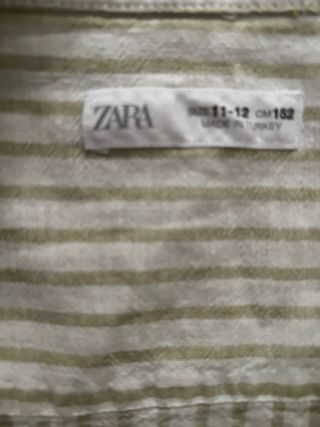 ZARA
SIZE 11-12 CM 152
MADE IN TURKEY